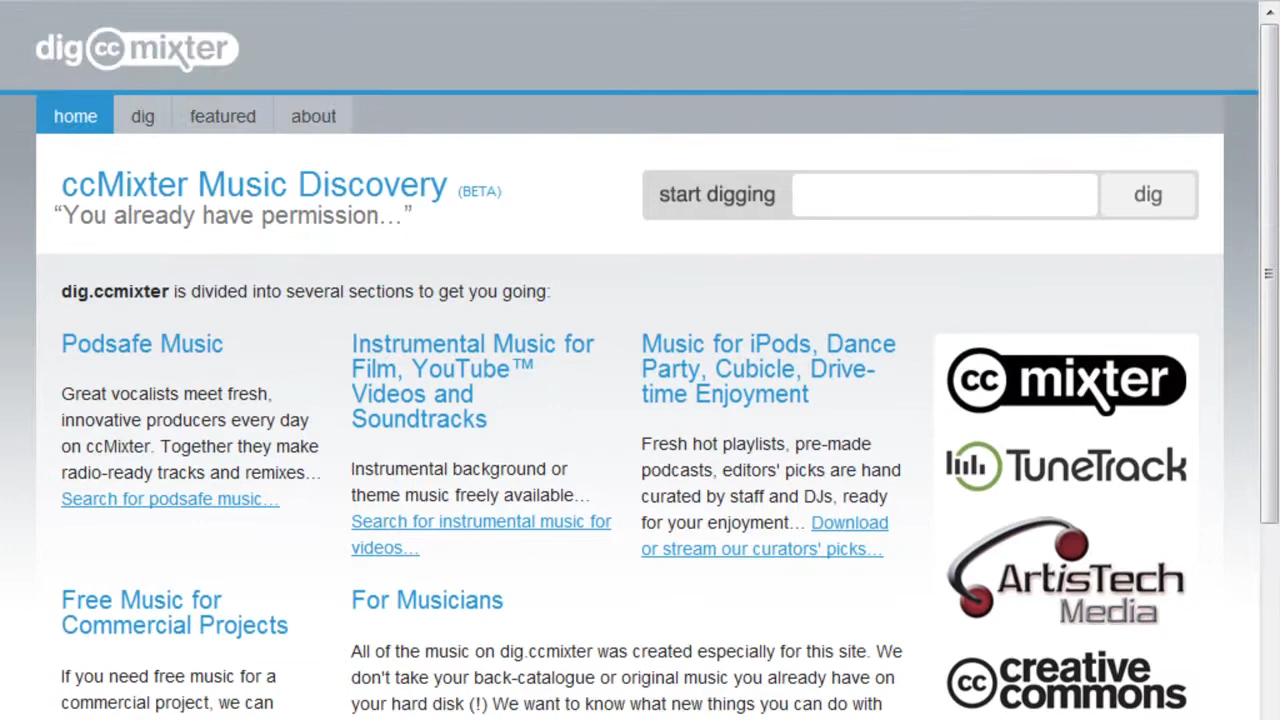 dig cc mixter
home dig featured about
ccMixter Music Discovery (BETA)
“You already have permission…”
start digging dig
dig.ccmixter is divided into several sections to get you going:
Podsafe Music
Great vocalists meet fresh,
innovative producers every day
on ccMixter. Together they make
radio-ready tracks and remixes…
Search for podsafe music…
Instrumental Music for
Film, YouTube™
Videos and
Soundtracks
Instrumental background or
theme music freely available…
Search for instrumental music for
videos…
Music for iPods, Dance
Party, Cubicle, Drive-
time Enjoyment
Fresh hot playlists, pre-made
podcasts, editors' picks are hand
curated by staff and DJs, ready
for your enjoyment… Download
or stream our curators' picks…
cc mixter
TuneTrack
ArtisTech
Media
cc creative
commons
Free Music for
Commercial Projects
If you need free music for a
commercial project, we can
For Musicians
All of the music on dig.ccmixter was created especially for this site. We
don't take your back-catalogue or original music you already have on
your hard disk (!) We want to know what new things you can do with